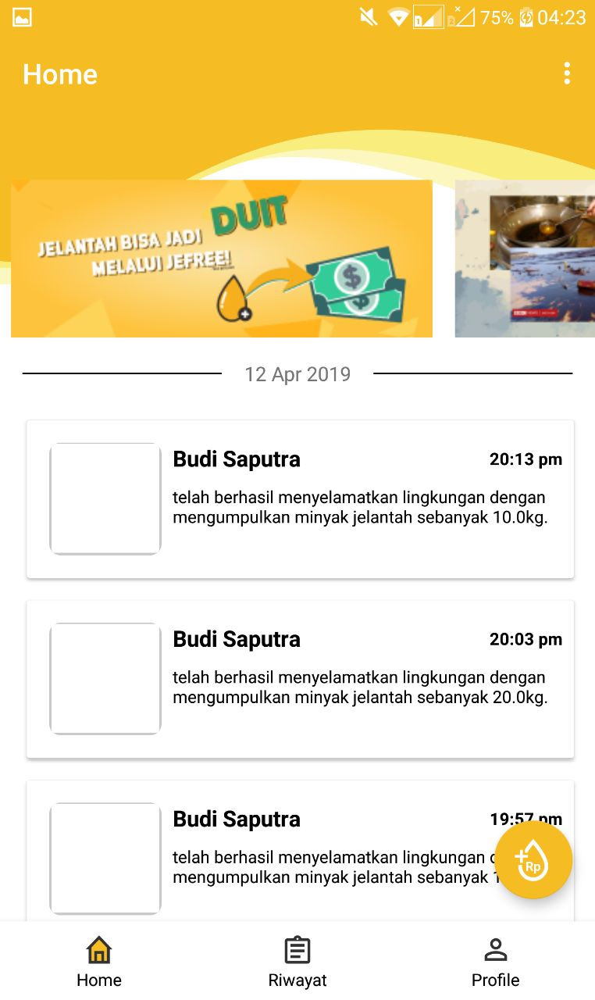 75% 04:23
Home
JELANTAH BISA JADI DUIT
MELALUI JEFREE!
12 Apr 2019
Budi Saputra 20:13 pm
telah berhasil menyelamatkan lingkungan dengan
mengumpulkan minyak jelantah sebanyak 10.0kg.
Budi Saputra 20:03 pm
telah berhasil menyelamatkan lingkungan dengan
mengumpulkan minyak jelantah sebanyak 20.0kg.
Budi Saputra 19:57 pm
telah berhasil menyelamatkan lingkungan
mengumpulkan minyak jelantah sebanyak
+Rp
Home Riwayat Profile